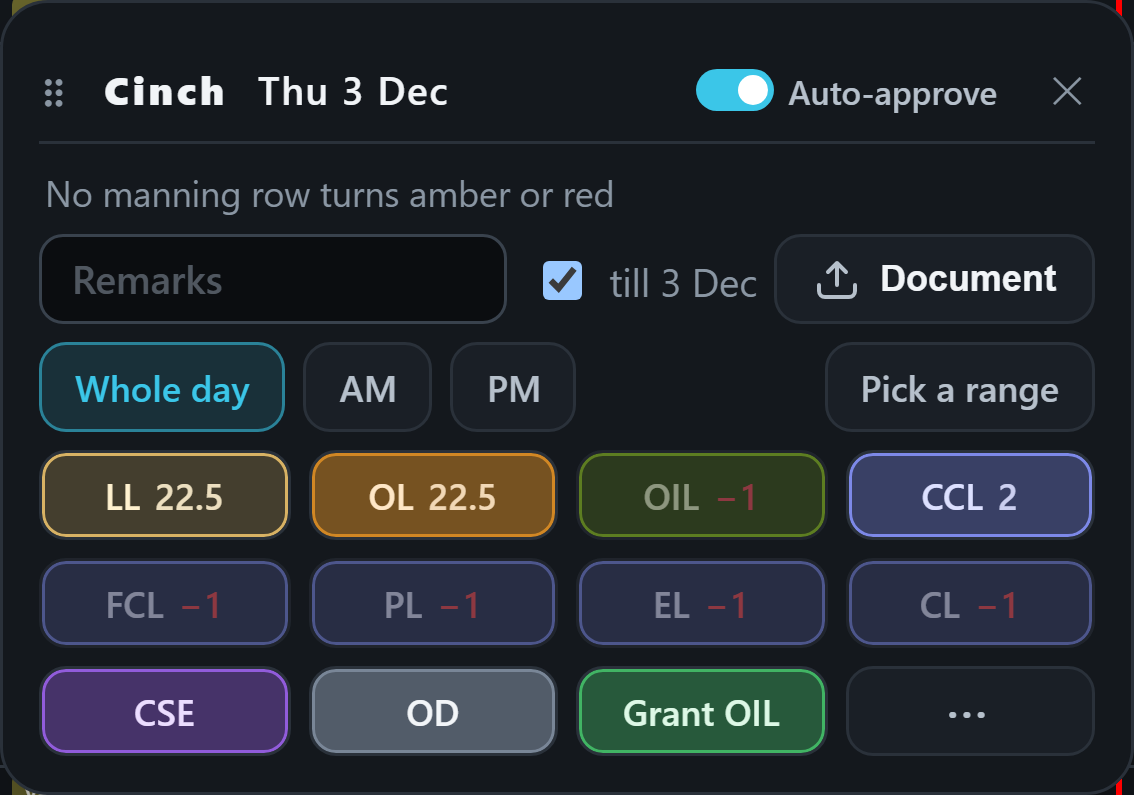 Cinch Thu 3 Dec Auto-approve
No manning row turns amber or red
Remarks till 3 Dec Document
Whole day AM PM Pick a range
LL 22.5 OL 22.5 OIL −1 CCL 2
FCL −1 PL −1 EL −1 CL −1
CSE OD Grant OIL ...